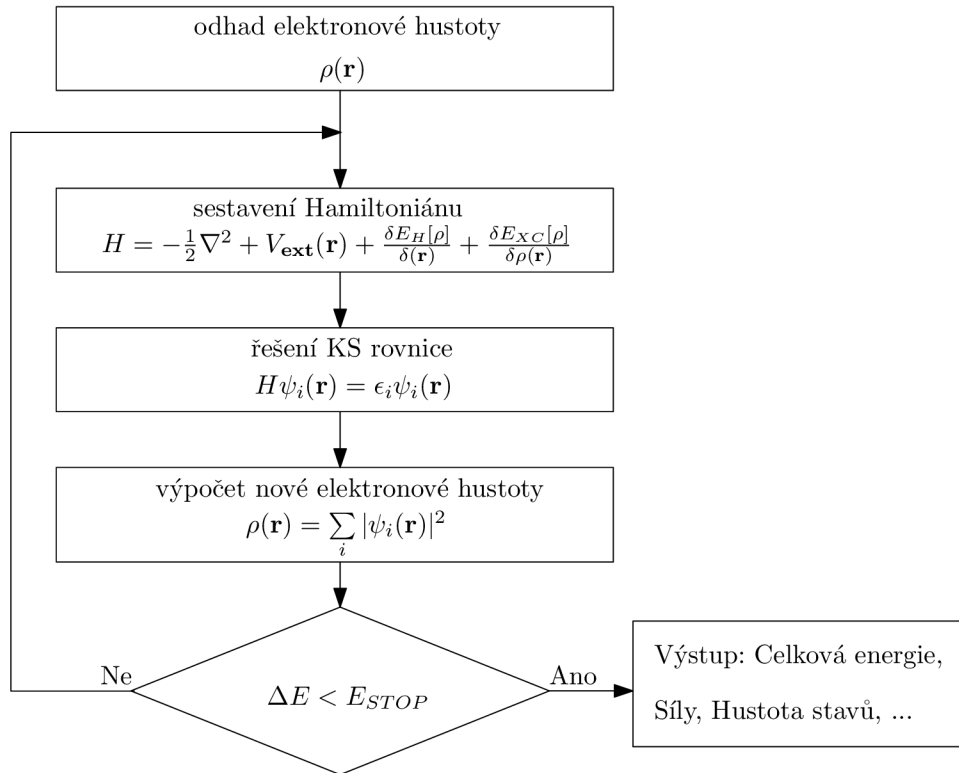 odhad elektronové hustoty
ρ(𝐫)
sestavení Hamiltoniánu
H = −½∇² + V_𝐞𝐱𝐭(𝐫) + δE_H[ρ]/δ(𝐫) + δE_XC[ρ]/δρ(𝐫)
řešení KS rovnice
Hψ_i(𝐫) = ϵ_iψ_i(𝐫)
výpočet nové elektronové hustoty
ρ(𝐫) = ∑_i |ψ_i(𝐫)|²
Ne
ΔE < E_STOP
Ano
Výstup: Celková energie,
Síly, Hustota stavů, ...